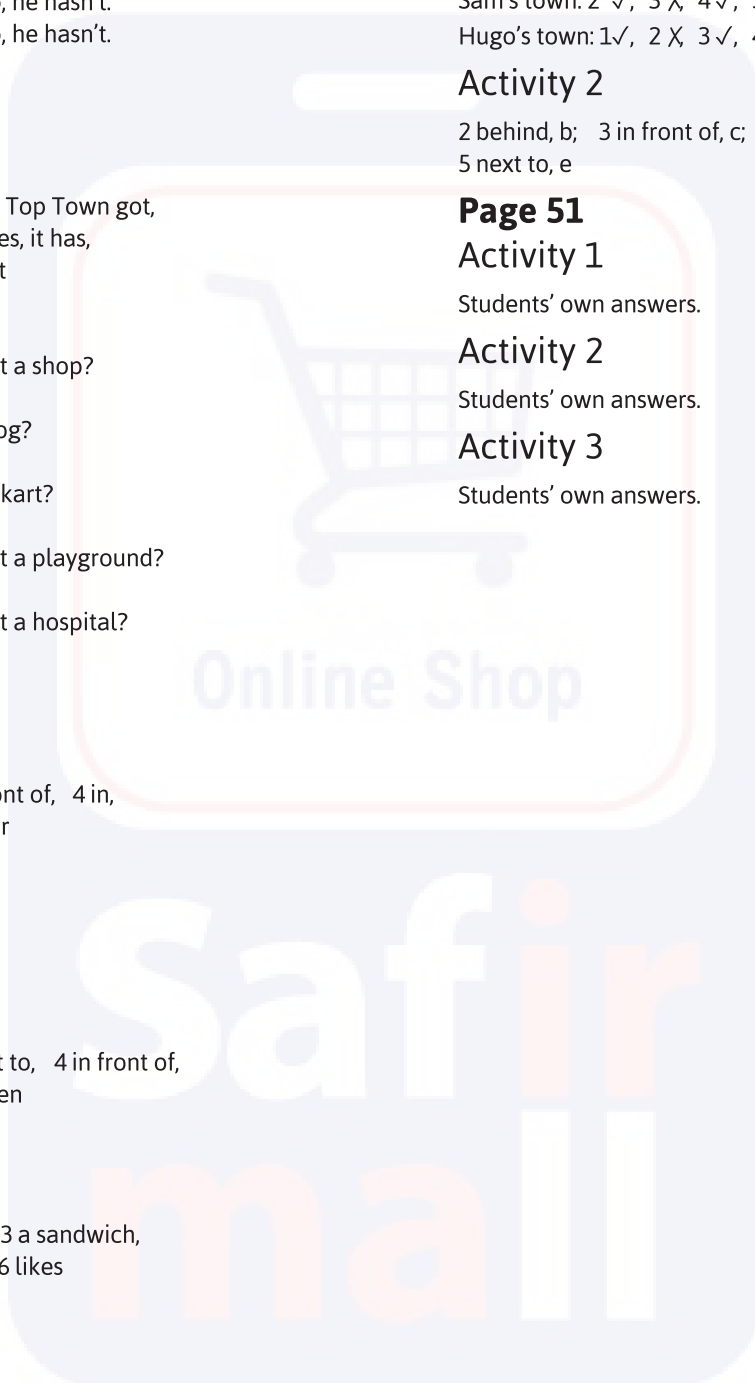 he hasn't.
, he hasn't.
Top Town got,
es, it has,
t
t a shop?
og?
kart?
t a playground?
t a hospital?
ont of, 4 in,
r
t to, 4 in front of,
en
3 a sandwich,
6 likes
Sam's town: 2 ✓, 3 X, 4 ✓,
Hugo's town: 1✓, 2 X, 3 ✓, 4
Activity 2
2 behind, b; 3 in front of, c;
5 next to, e
Page 51
Activity 1
Students' own answers.
Activity 2
Students' own answers.
Activity 3
Students' own answers.
Online Shop
Safir
mall